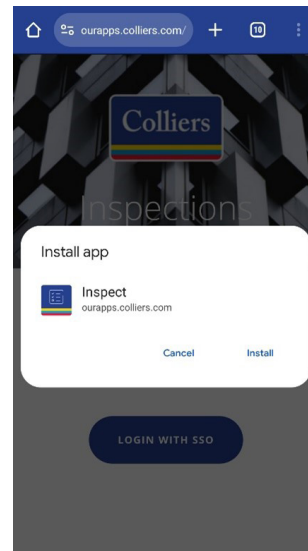 ourapps.colliers.com/
10
Colliers
Inspections
Install app
Inspect
ourapps.colliers.com
Cancel
Install
LOGIN WITH SSO